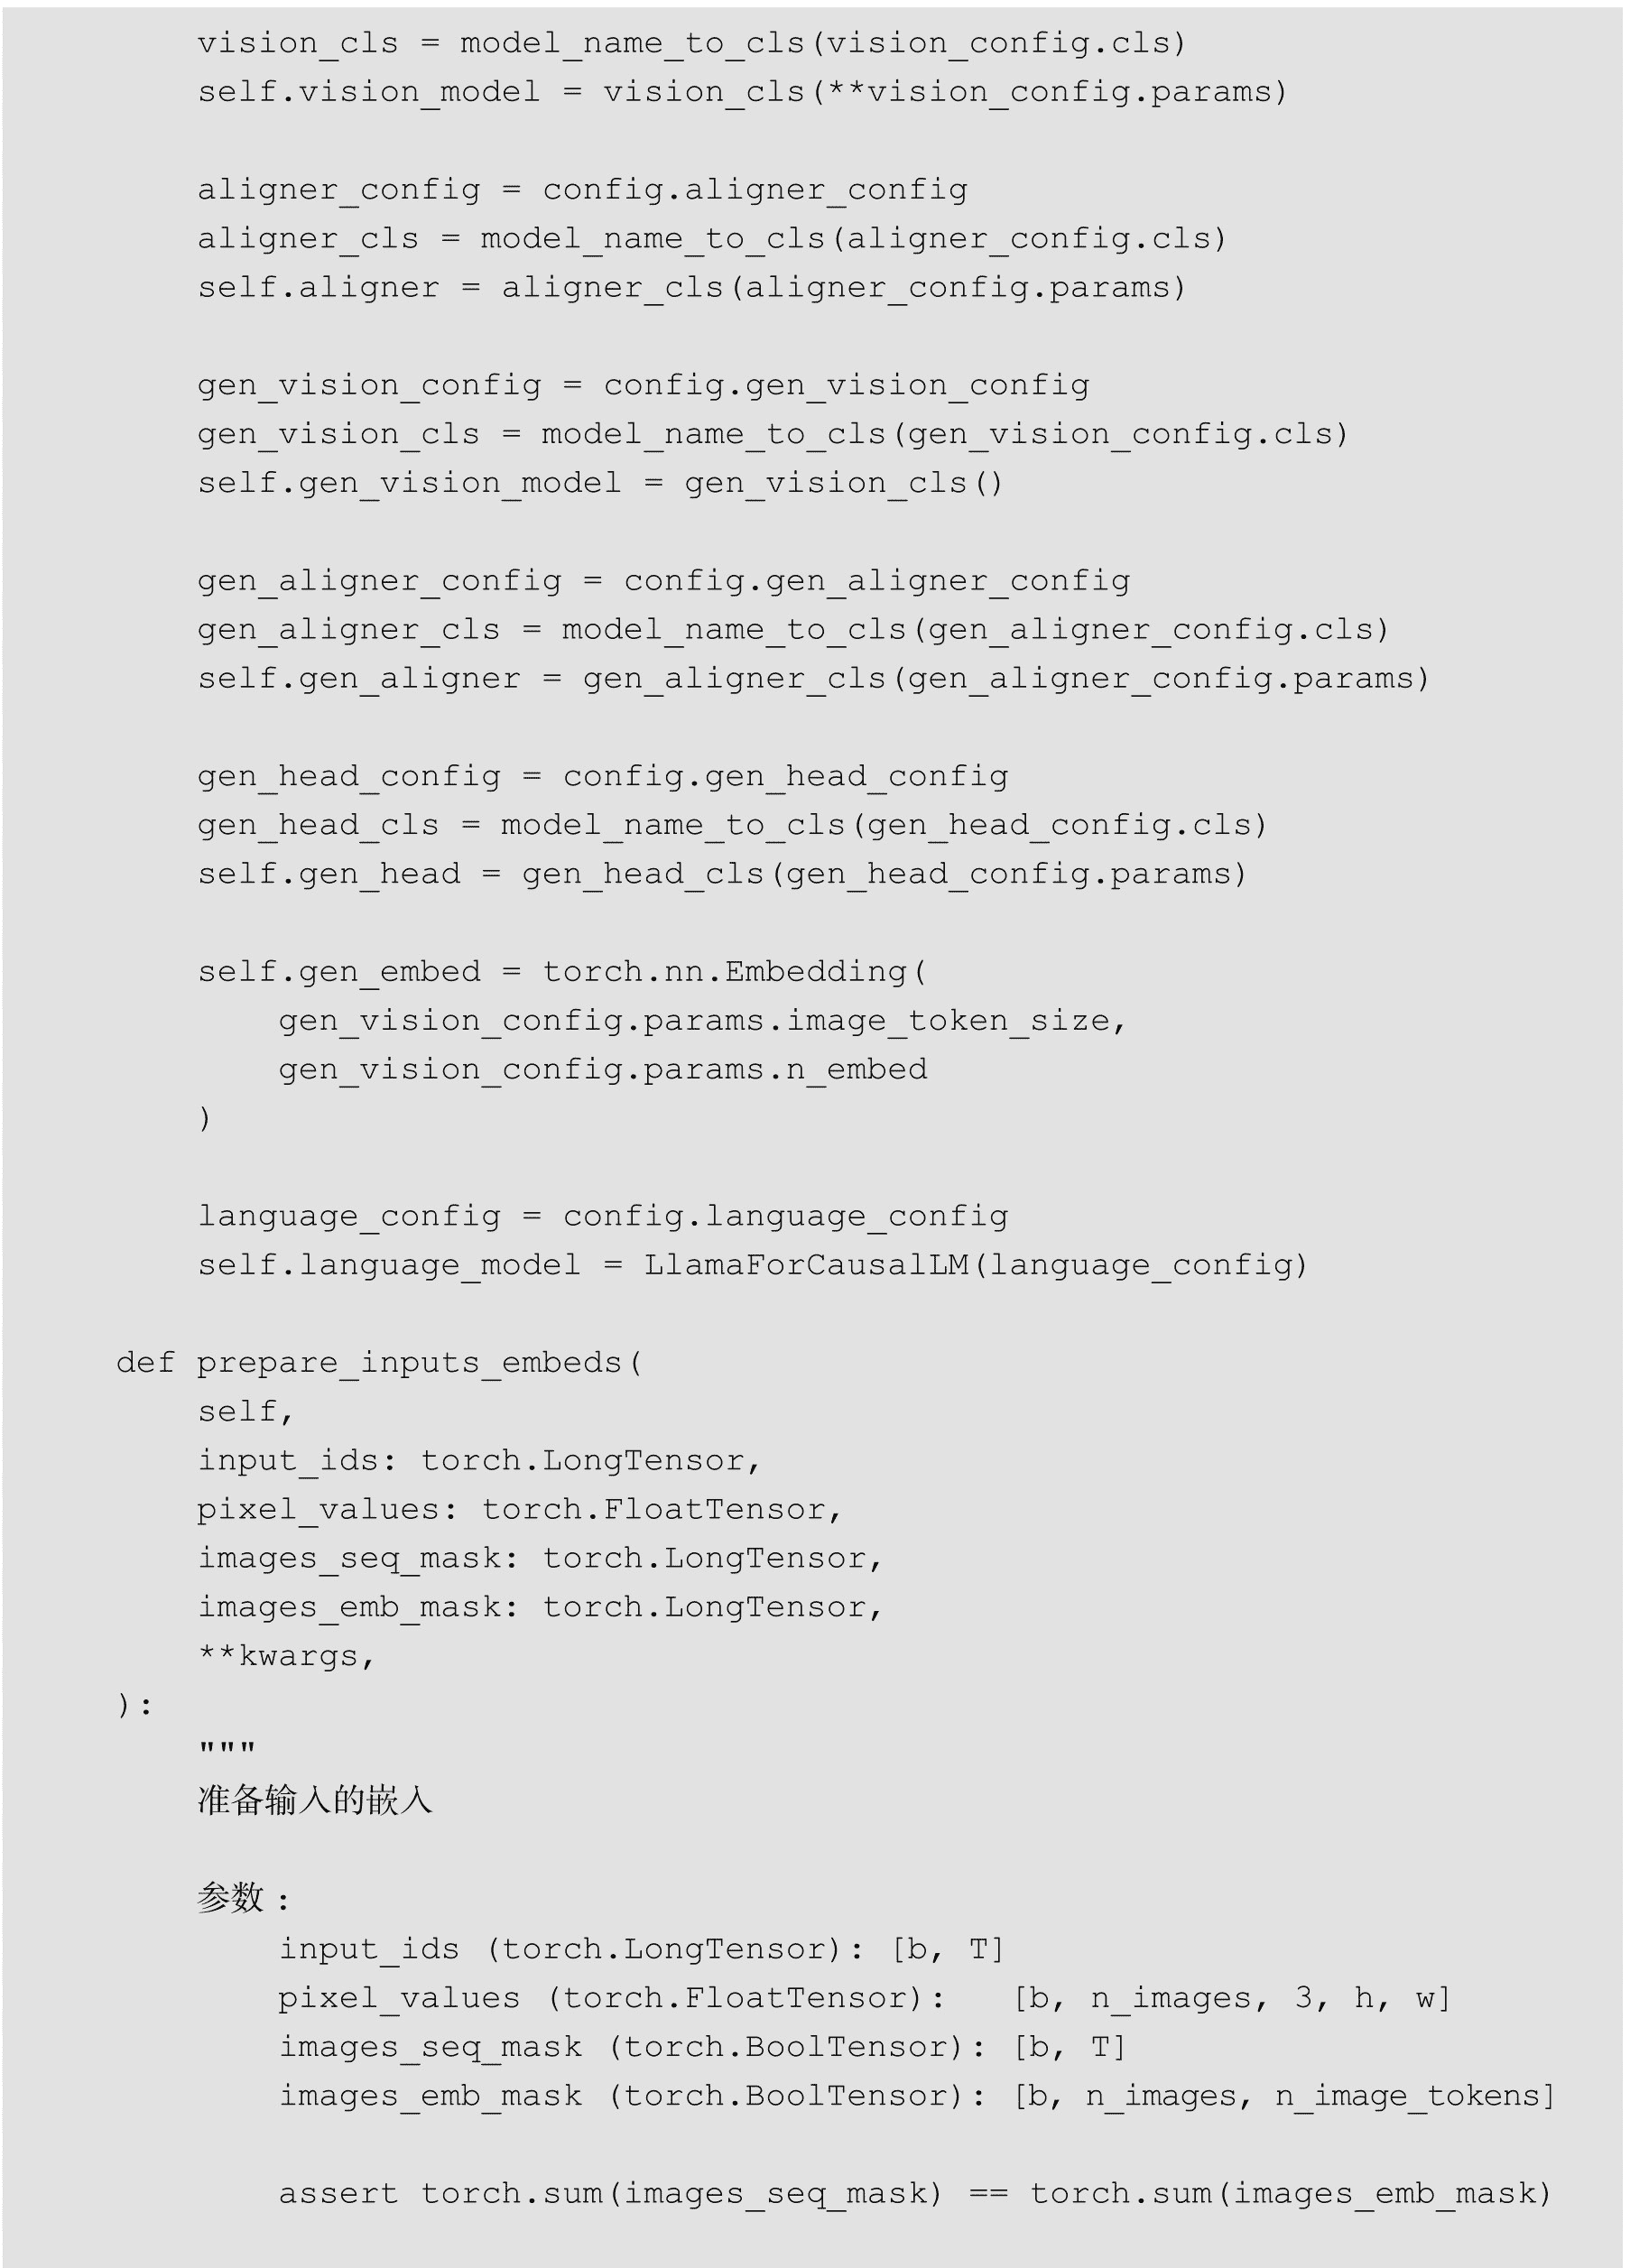 vision_cls = model_name_to_cls(vision_config.cls)
self.vision_model = vision_cls(**vision_config.params)
aligner_config = config.aligner_config
aligner_cls = model_name_to_cls(aligner_config.cls)
self.aligner = aligner_cls(aligner_config.params)
gen_vision_config = config.gen_vision_config
gen_vision_cls = model_name_to_cls(gen_vision_config.cls)
self.gen_vision_model = gen_vision_cls()
gen_aligner_config = config.gen_aligner_config
gen_aligner_cls = model_name_to_cls(gen_aligner_config.cls)
self.gen_aligner = gen_aligner_cls(gen_aligner_config.params)
gen_head_config = config.gen_head_config
gen_head_cls = model_name_to_cls(gen_head_config.cls)
self.gen_head = gen_head_cls(gen_head_config.params)
self.gen_embed = torch.nn.Embedding(
gen_vision_config.params.image_token_size,
gen_vision_config.params.n_embed
)
language_config = config.language_config
self.language_model = LlamaForCausalLM(language_config)
def prepare_inputs_embeds(
self,
input_ids: torch.LongTensor,
pixel_values: torch.FloatTensor,
images_seq_mask: torch.LongTensor,
images_emb_mask: torch.LongTensor,
**kwargs,
):
"""
准备输入的嵌入
参数：
input_ids (torch.LongTensor): [b, T]
pixel_values (torch.FloatTensor): [b, n_images, 3, h, w]
images_seq_mask (torch.BoolTensor): [b, T]
images_emb_mask (torch.BoolTensor): [b, n_images, n_image_tokens]
assert torch.sum(images_seq_mask) == torch.sum(images_emb_mask)